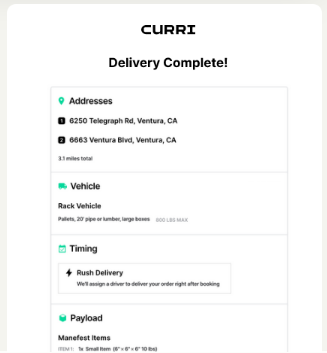 CURRI
Delivery Complete!
Addresses
1 6250 Telegraph Rd, Ventura, CA
2 6663 Ventura Blvd, Ventura, CA
3.1 miles total
Vehicle
Rack Vehicle
Pallets, 20' pipe or lumber, large boxes 900 LBS MAX
Timing
Rush Delivery
We'll assign a driver to deliver your order right after booking
Payload
Manifest Items
ITEM 1: 1x Small Item (6" × 6" × 6" 10 lbs)